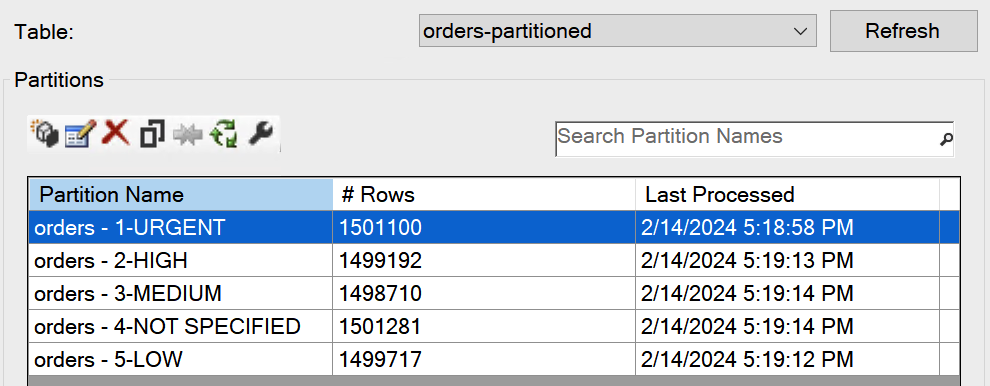 Table: orders-partitioned Refresh
Partitions
Search Partition Names
Partition Name # Rows Last Processed
orders - 1-URGENT 1501100 2/14/2024 5:18:58 PM
orders - 2-HIGH 1499192 2/14/2024 5:19:13 PM
orders - 3-MEDIUM 1498710 2/14/2024 5:19:14 PM
orders - 4-NOT SPECIFIED 1501281 2/14/2024 5:19:14 PM
orders - 5-LOW 1499717 2/14/2024 5:19:12 PM